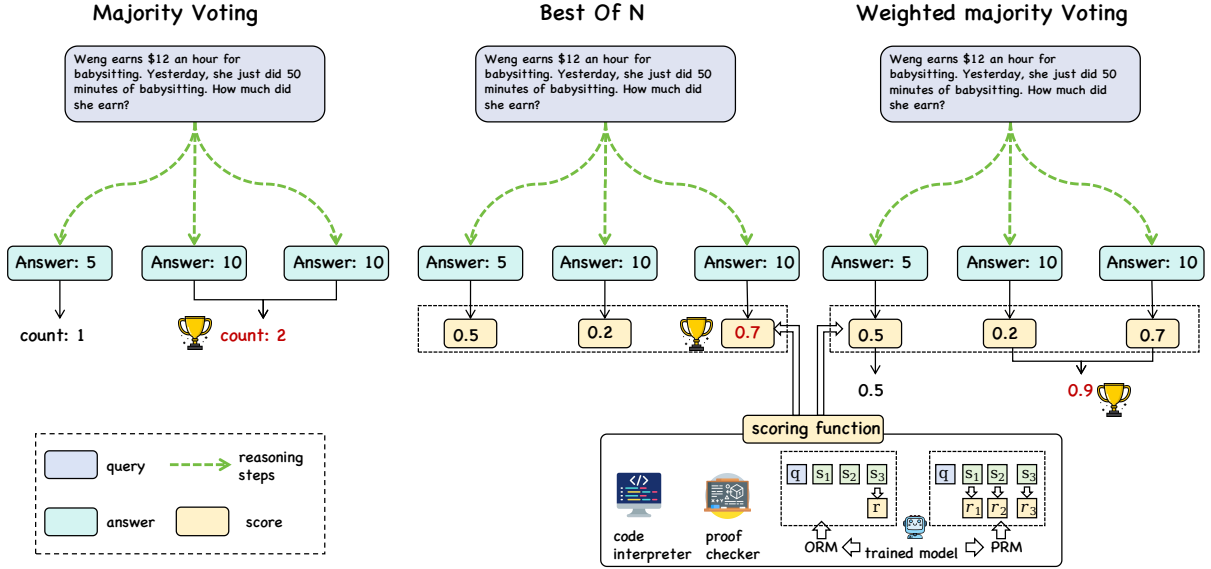 Majority Voting
Best Of N
Weighted majority Voting
Weng earns $12 an hour for
babysitting. Yesterday, she just did 50
minutes of babysitting. How much did
she earn?
Weng earns $12 an hour for
babysitting. Yesterday, she just did 50
minutes of babysitting. How much did
she earn?
Weng earns $12 an hour for
babysitting. Yesterday, she just did 50
minutes of babysitting. How much did
she earn?
Answer: 5
Answer: 10
Answer: 10
Answer: 5
Answer: 10
Answer: 10
Answer: 5
Answer: 10
Answer: 10
count: 1
count: 2
0.5
0.2
0.7
0.5
0.2
0.7
0.5
0.9
scoring function
query
reasoning
steps
answer
score
</>
code
interpreter
proof
checker
q s₁ s₂ s₃
r
ORM
trained model
q s₁ s₂ s₃
r₁ r₂ r₃
PRM